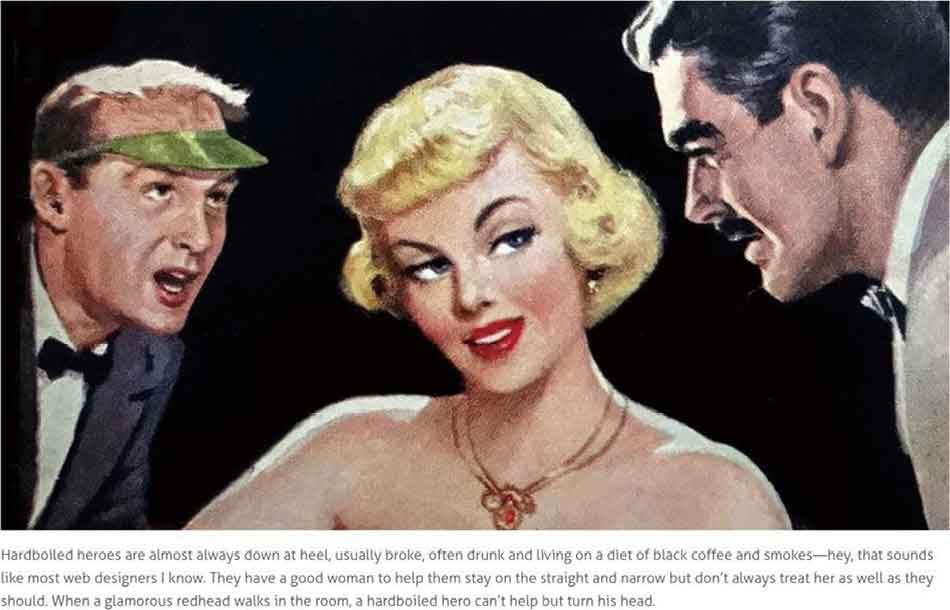 Hardboiled heroes are almost always down at heel, usually broke, often drunk and living on a diet of black coffee and smokes—hey, that sounds
like most web designers I know. They have a good woman to help them stay on the straight and narrow but don’t always treat her as well as they
should. When a glamorous redhead walks in the room, a hardboiled hero can’t help but turn his head.